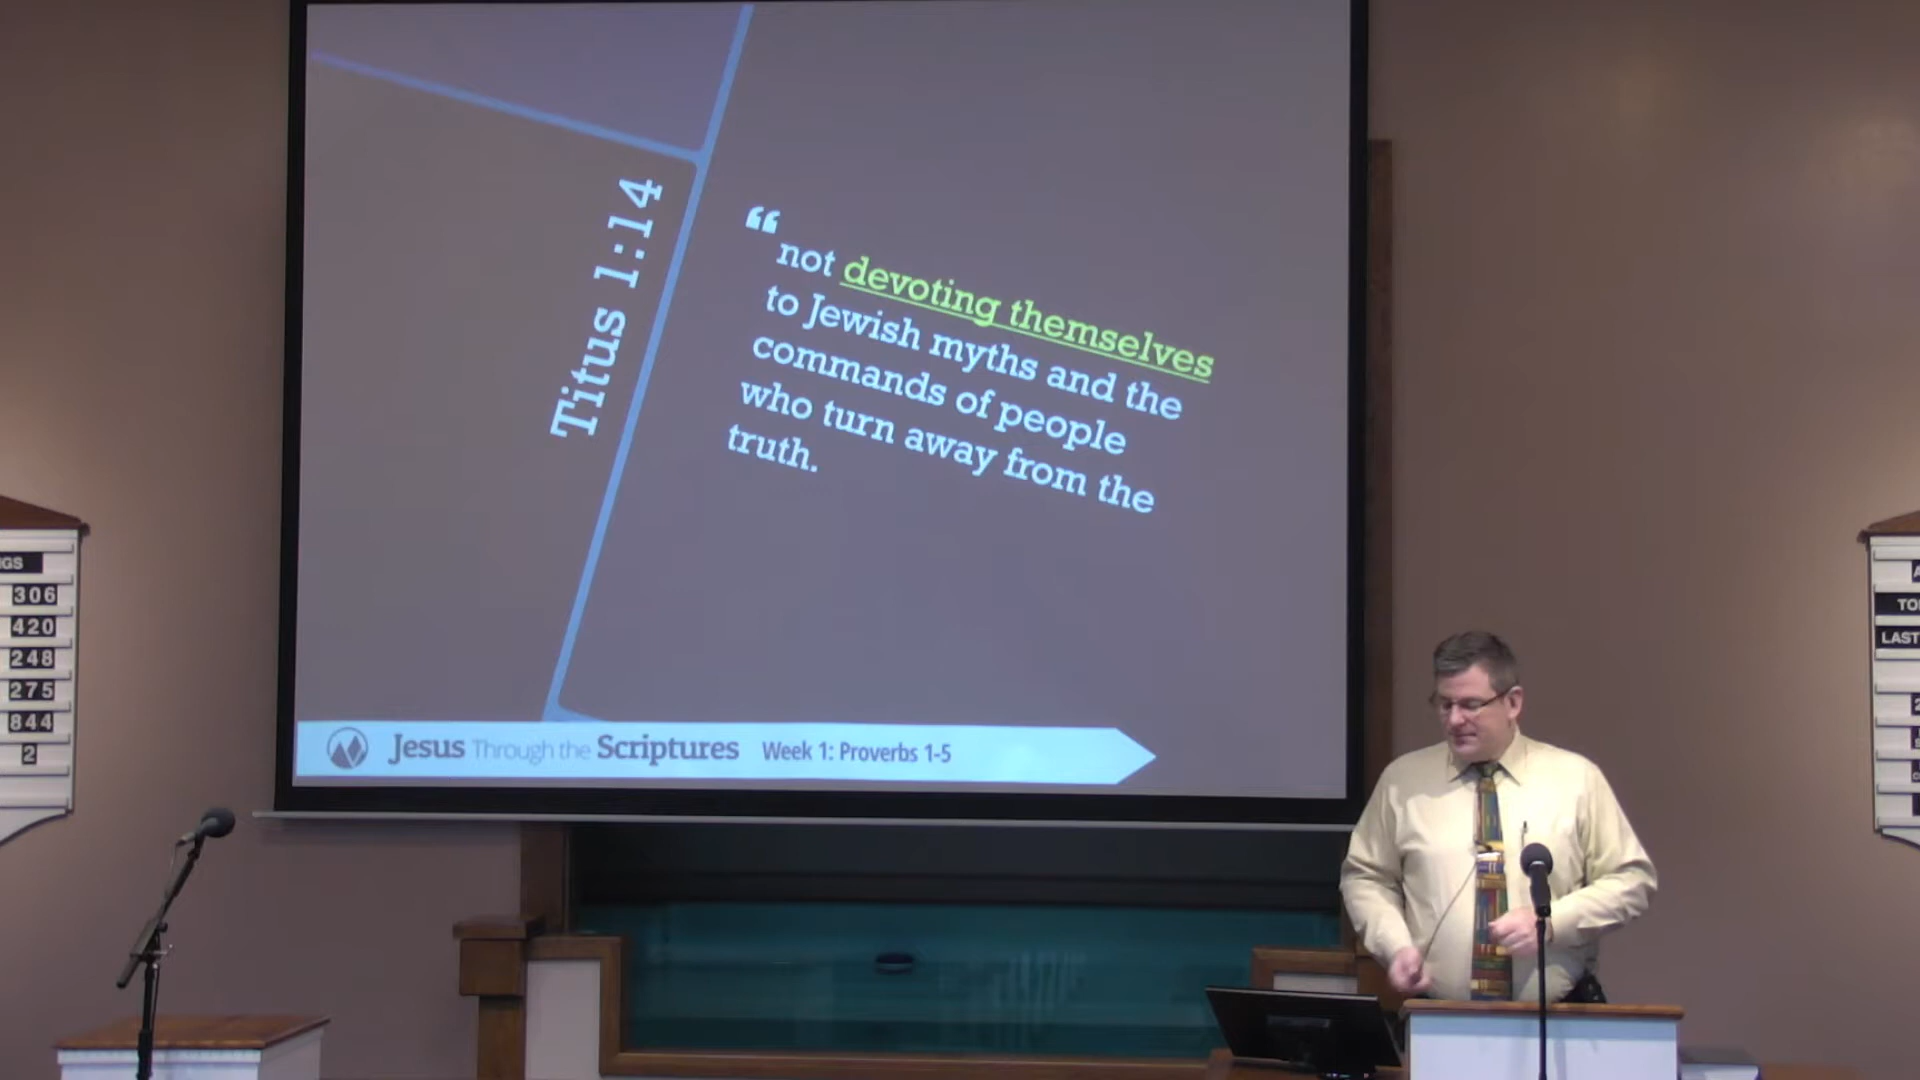 Titus 1:14
“
not devoting themselves
to Jewish myths and the
commands of people
who turn away from the
truth.
Jesus Through the Scriptures Week 1: Proverbs 1-5
GS
306
420
248
275
844
2
LAST